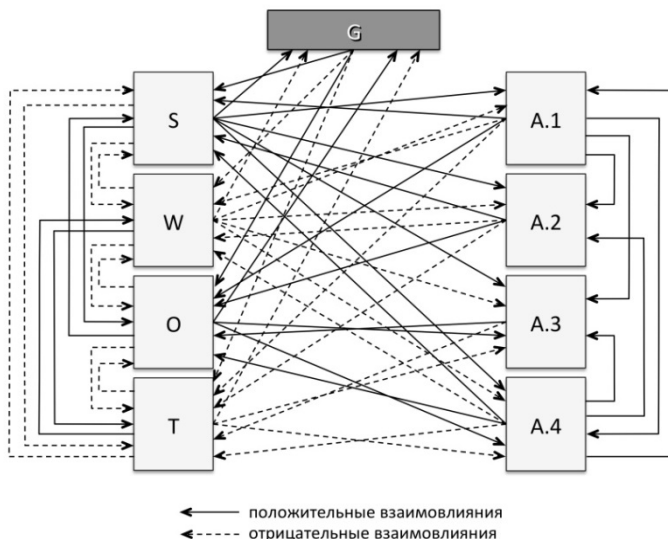 G
S
A.1
W
A.2
O
A.3
T
A.4
положительные взаимовлияния
отрицательные взаимовлияния